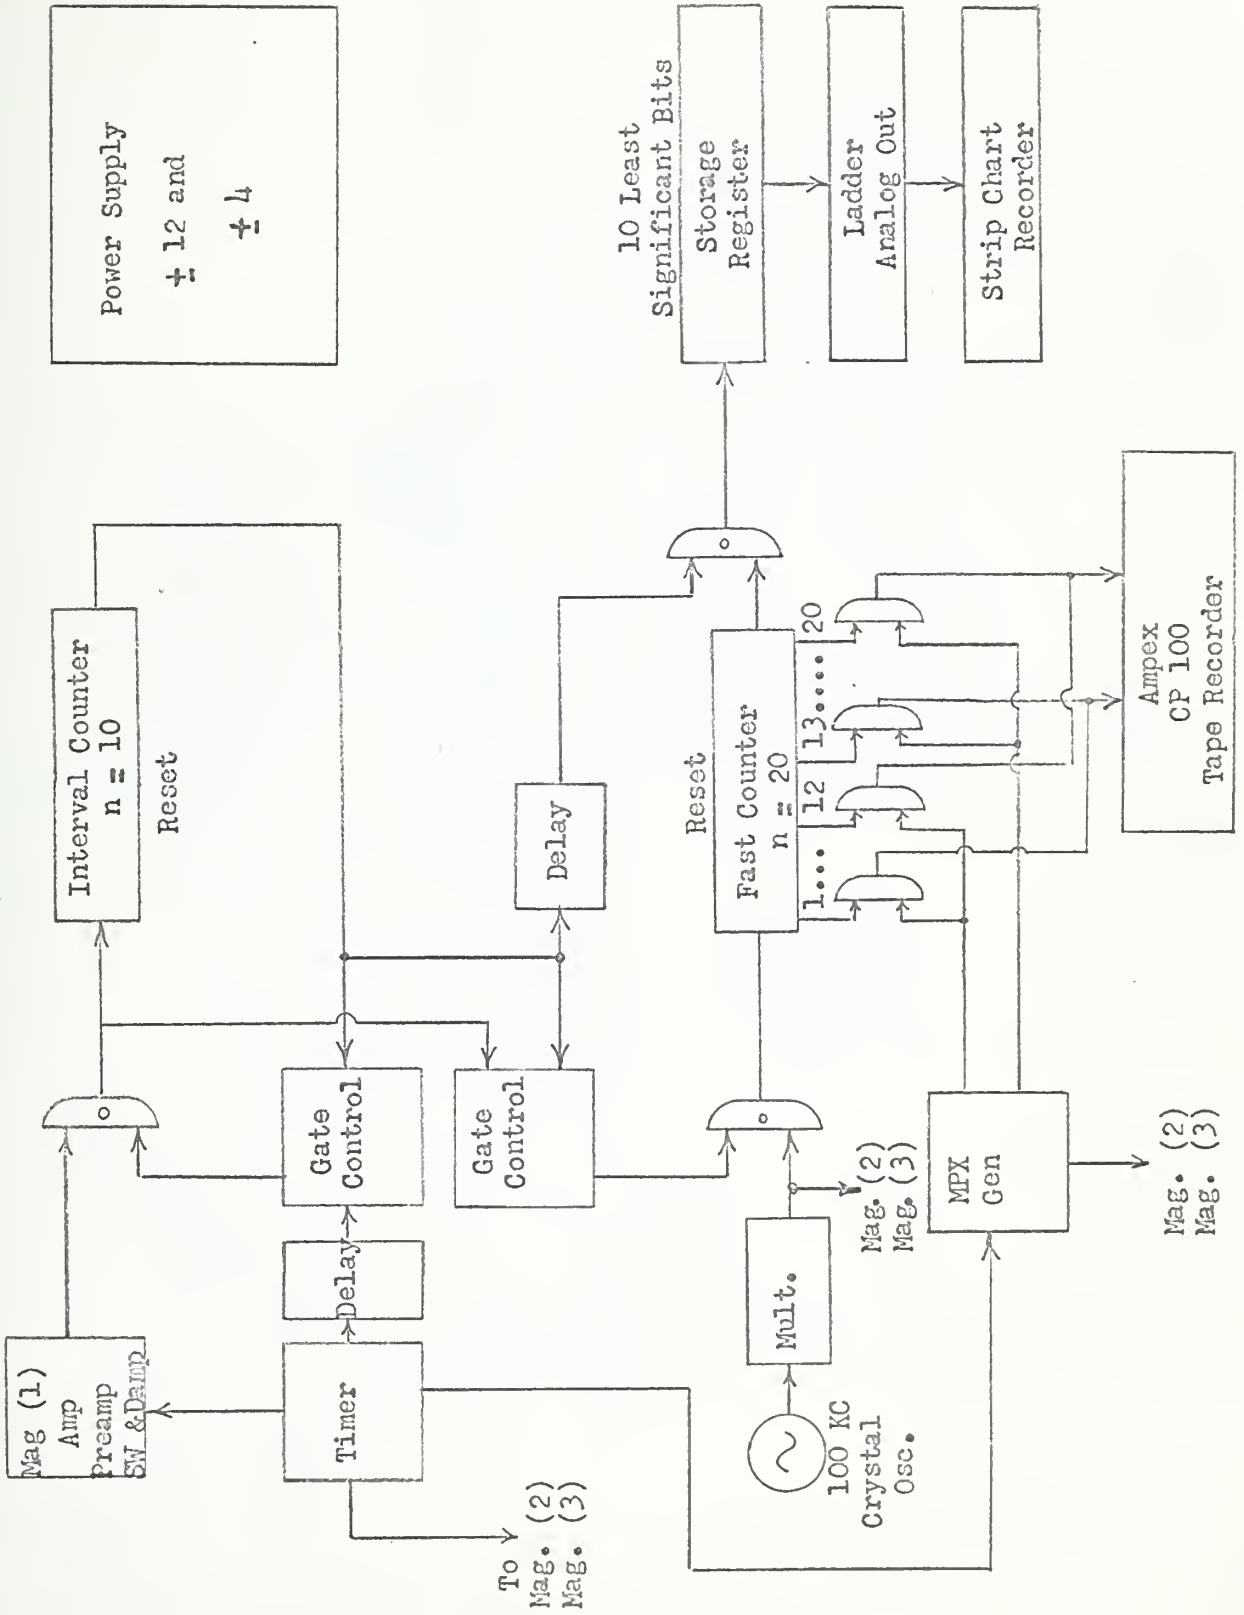 Mag (1)
Amp
Preamp
SW &Damp
Interval Counter
n = 10
Reset
Power Supply
± 12 and
± 4
Timer
Delay
Gate
Control
Gate
Control
Delay
To
Mag. (2)
Mag. (3)
100 KC
Crystal
Osc.
Mult.
Mag. (2)
Mag. (3)
Reset
Fast Counter
n = 20
1.... 12 13..... 20
10 Least
Significant Bits
Storage
Register
Ladder
Analog Out
Strip Chart
Recorder
MPX
Gen
Mag. (2)
Mag. (3)
Ampex
CP 100
Tape Recorder